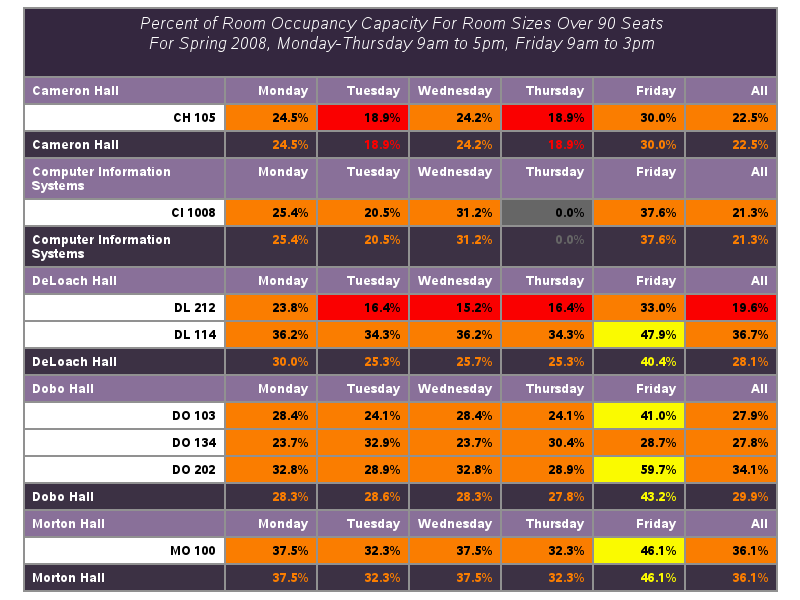 Percent of Room Occupancy Capacity For Room Sizes Over 90 Seats
For Spring 2008, Monday-Thursday 9am to 5pm, Friday 9am to 3pm
Cameron Hall Monday Tuesday Wednesday Thursday Friday All
CH 105 24.5% 18.9% 24.2% 18.9% 30.0% 22.5%
Cameron Hall 24.5% 18.9% 24.2% 18.9% 30.0% 22.5%
Computer Information Monday Tuesday Wednesday Thursday Friday All
Systems
CI 1008 25.4% 20.5% 31.2% 0.0% 37.6% 21.3%
Computer Information 25.4% 20.5% 31.2% 0.0% 37.6% 21.3%
Systems
DeLoach Hall Monday Tuesday Wednesday Thursday Friday All
DL 212 23.8% 16.4% 15.2% 16.4% 33.0% 19.6%
DL 114 36.2% 34.3% 36.2% 34.3% 47.9% 36.7%
DeLoach Hall 30.0% 25.3% 25.7% 25.3% 40.4% 28.1%
Dobo Hall Monday Tuesday Wednesday Thursday Friday All
DO 103 28.4% 24.1% 28.4% 24.1% 41.0% 27.9%
DO 134 23.7% 32.9% 23.7% 30.4% 28.7% 27.8%
DO 202 32.8% 28.9% 32.8% 28.9% 59.7% 34.1%
Dobo Hall 28.3% 28.6% 28.3% 27.8% 43.2% 29.9%
Morton Hall Monday Tuesday Wednesday Thursday Friday All
MO 100 37.5% 32.3% 37.5% 32.3% 46.1% 36.1%
Morton Hall 37.5% 32.3% 37.5% 32.3% 46.1% 36.1%